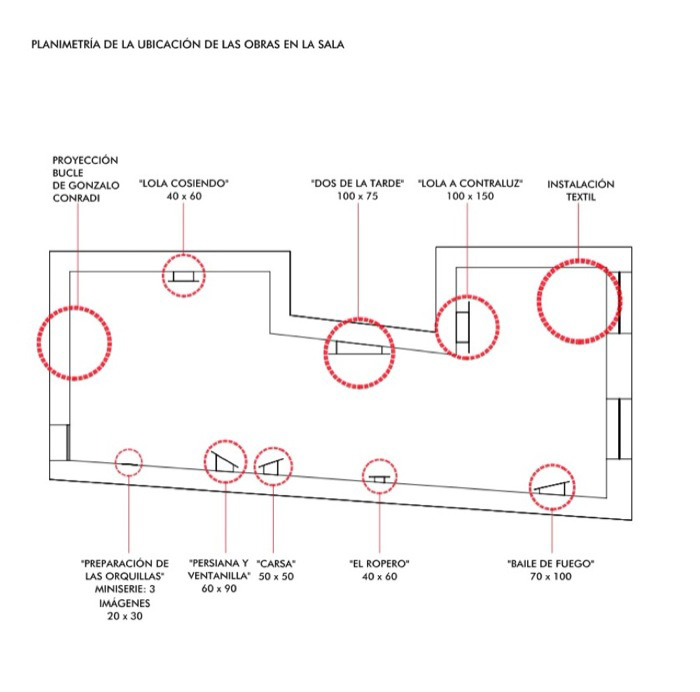 PLANIMETRÍA DE LA UBICACIÓN DE LAS OBRAS EN LA SALA
PROYECCIÓN
BUCLE
DE GONZALO
CONRADI
"LOLA COSIENDO"
40 x 60
"DOS DE LA TARDE"
100 x 75
"LOLA A CONTRALUZ"
100 x 150
INSTALACIÓN
TEXTIL
"PREPARACIÓN DE
LAS ORQUILLAS"
MINISERIE: 3
IMÁGENES
20 x 30
"PERSIANA Y
VENTANILLA"
60 x 90
"CARSA"
50 x 50
"EL ROPERO"
40 x 60
"BAILE DE FUEGO"
70 x 100